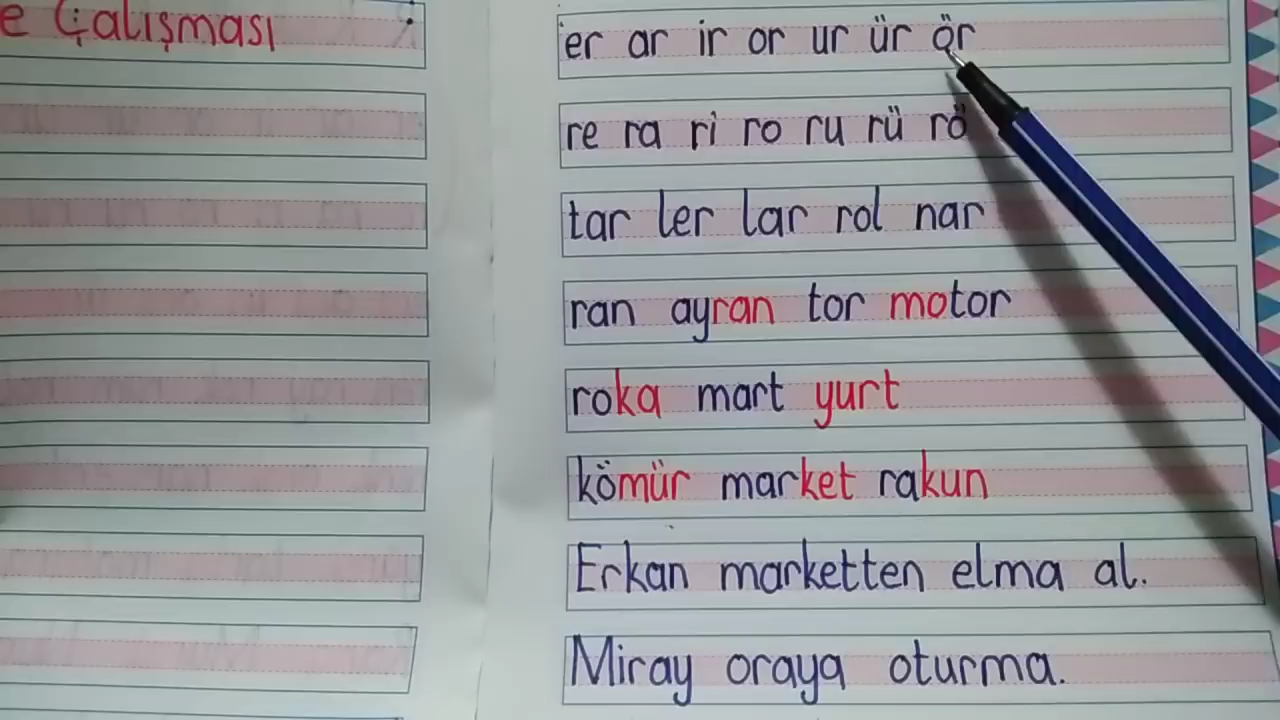 e Çalışması
er ar ir or ur ür ör
re ra ri ro ru rü rö
tar ler lar rol nar
ran ayran tor motor
roka mart yurt
kömür market rakun
Erkan marketten elma al.
Miray oraya oturma.